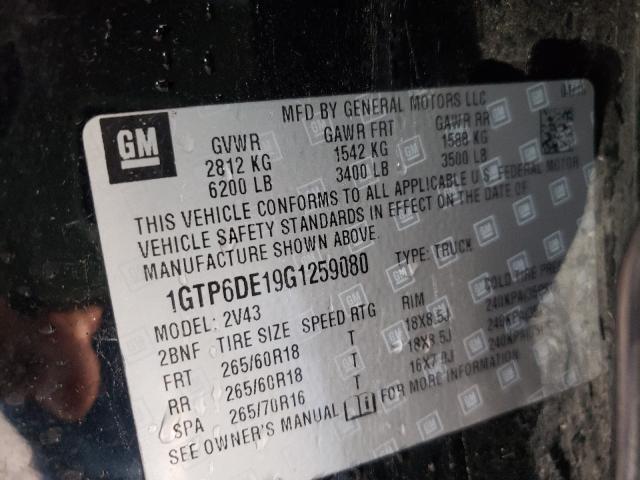 MFD BY GENERAL MOTORS LLC
GM
GVWR GAWR FRT GAWR RR
2812 KG 1542 KG 1588 KG
6200 LB 3400 LB 3500 LB
THIS VEHICLE CONFORMS TO ALL APPLICABLE U.S. FEDERAL MOTOR
VEHICLE SAFETY STANDARDS IN EFFECT ON THE DATE OF
MANUFACTURE SHOWN ABOVE.
1GTP6DE19G1259080 TYPE: TRUCK
MODEL: 2V43
2BNF TIRE SIZE SPEED RTG RIM COLD TIRE
FRT 265/60R18 T 18X8.5J
RR 265/60R18 T 18X8.5J
SPA 265/70R16 T 16X7.0J
SEE OWNER'S MANUAL FOR MORE INFORMATION